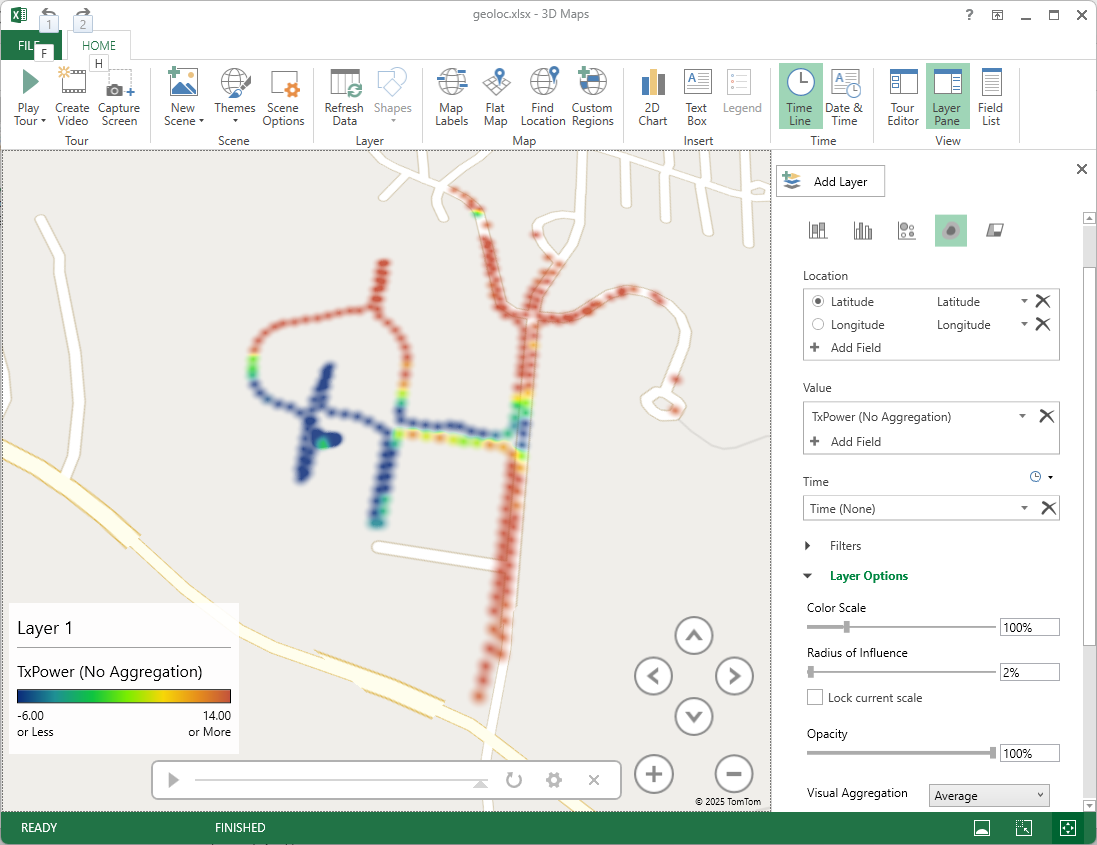 geoloc.xlsx - 3D Maps
?
1
2
FILE
F
HOME
H
Play Tour
Create Video
Capture Screen
Tour
New Scene
Themes
Scene Options
Scene
Refresh Data
Shapes
Layer
Map Labels
Flat Map
Find Location
Custom Regions
Map
2D Chart
Text Box
Legend
Insert
Time Line
Date & Time
Time
Tour Editor
Layer Pane
Field List
View
Add Layer
Location
Latitude Latitude
Longitude Longitude
Add Field
Value
TxPower (No Aggregation)
Add Field
Time
Time (None)
Filters
Layer Options
Color Scale
100%
Radius of Influence
2%
Lock current scale
Opacity
100%
Visual Aggregation Average
Layer 1
TxPower (No Aggregation)
-6.00 14.00
or Less or More
© 2025 TomTom
READY FINISHED